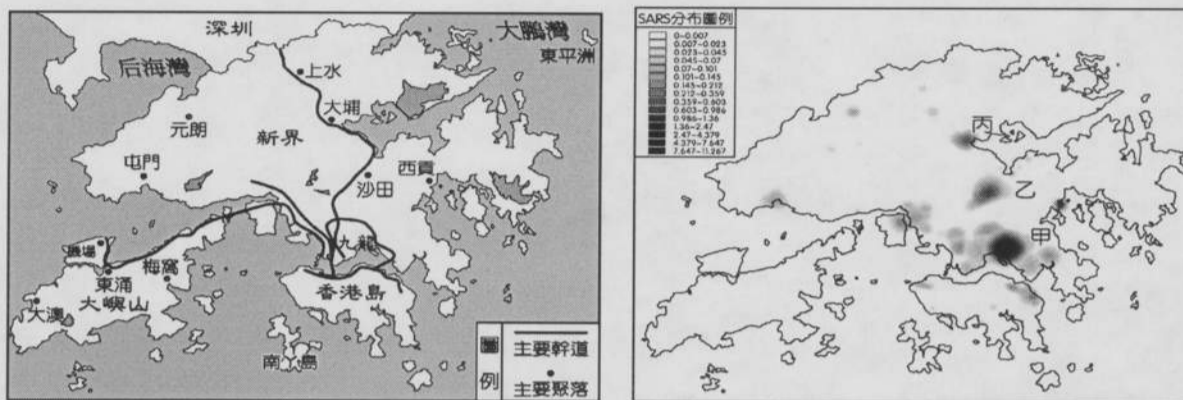 深圳
大鵬灣
東平洲
后海灣
上水
大埔
元朗
新界
屯門
西貢
沙田
機場
九龍
梅窩
東涌
大嶼山
香港島
大澳
南丫島
圖例
主要幹道
主要聚落
SARS分布圖例
0~0.007
0.007~0.023
0.023~0.045
0.045~0.07
0.07~0.101
0.101~0.145
0.145~0.212
0.212~0.359
0.359~0.603
0.603~0.986
0.986~1.36
1.36~2.47
2.47~4.379
4.379~7.647
7.647~11.267
丙
乙
甲